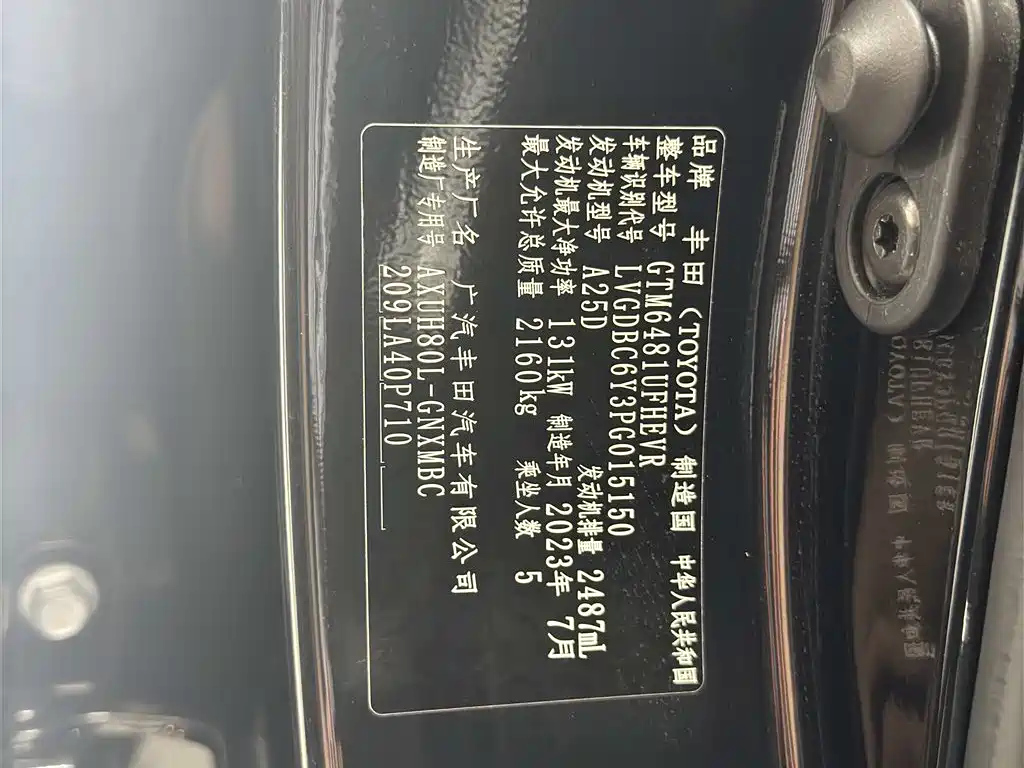 品牌 丰田(TOYOTA) 制造国 中华人民共和国
整车型号 GTM6481UFHEVR
车辆识别代号 LVGDBC6Y3PG015150
发动机型号 A25D 发动机排量 2487mL
发动机最大净功率 131kW 制造年月 2023年 7月
最大允许总质量 2160kg 乘坐人数 5
生产厂名 广汽丰田汽车有限公司
制造厂专用号 AXUH80L-GNXMBC
209LA40P710